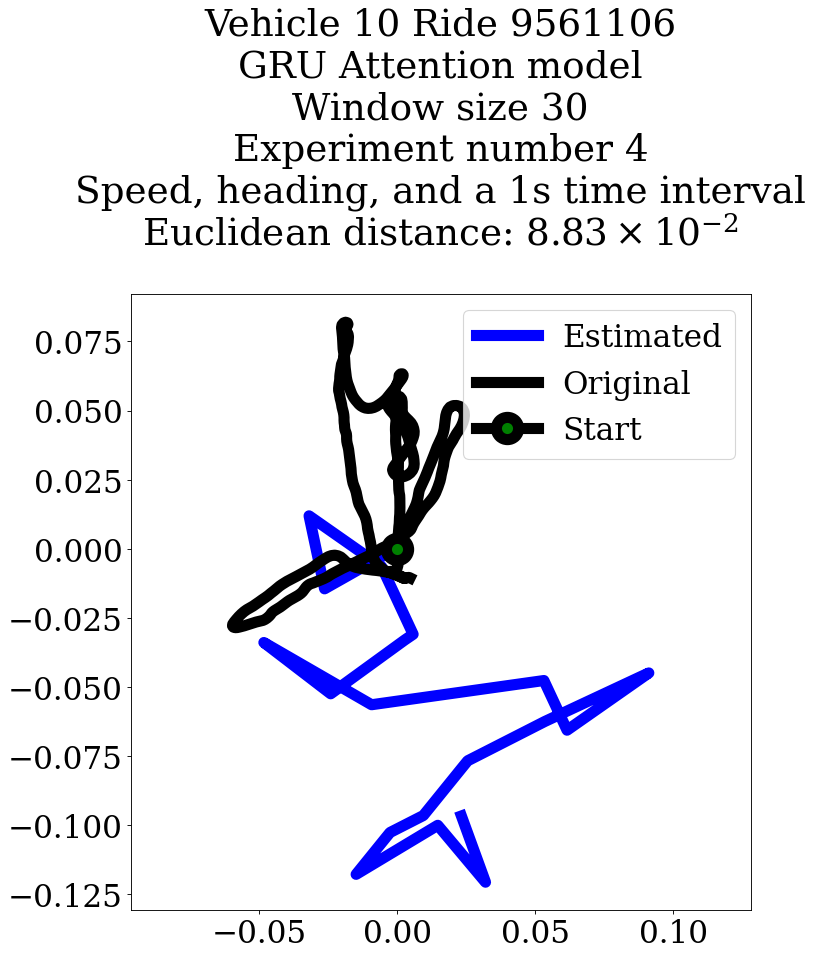 Vehicle 10 Ride 9561106
GRU Attention model
Window size 30
Experiment number 4
Speed, heading, and a 1s time interval
Euclidean distance: 8.83 × 10⁻²
Estimated
Original
Start
0.075
0.050
0.025
0.000
−0.025
−0.050
−0.075
−0.100
−0.125
−0.05 0.00 0.05 0.10